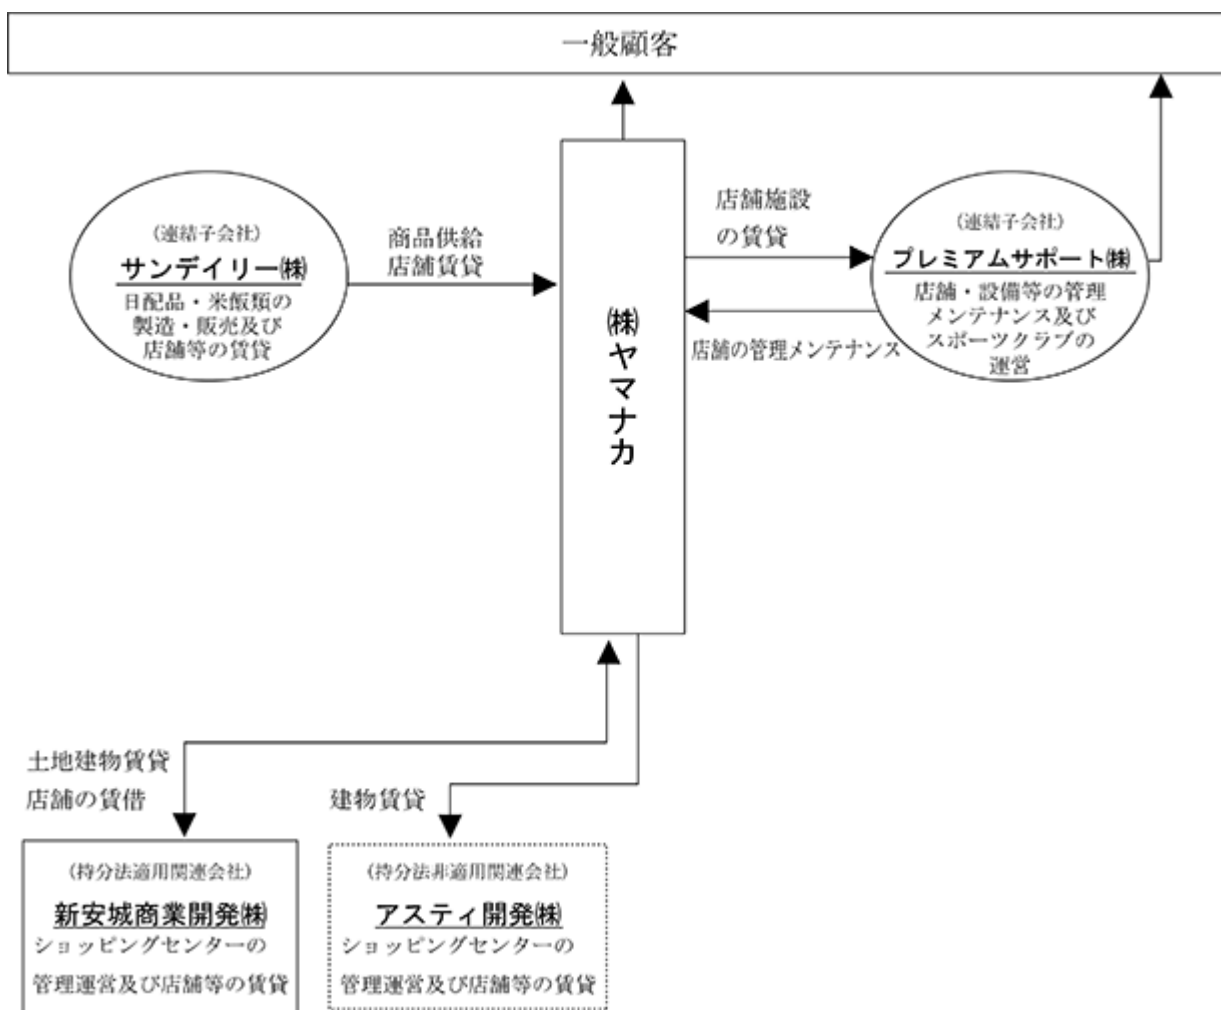 一般顧客
(連結子会社)
サンデイリー㈱
日配品・米飯類の
製造・販売及び
店舗等の賃貸
商品供給
店舗賃貸
㈱ヤマナカ
店舗施設
の賃貸
店舗の管理メンテナンス
(連結子会社)
プレミアムサポート㈱
店舗・設備等の管理
メンテナンス及び
スポーツクラブの
運営
土地建物賃貸
店舗の賃借
建物賃貸
(持分法適用関連会社)
新安城商業開発㈱
ショッピングセンターの
管理運営及び店舗等の賃貸
(持分法非適用関連会社)
アスティ開発㈱
ショッピングセンターの
管理運営及び店舗等の賃貸